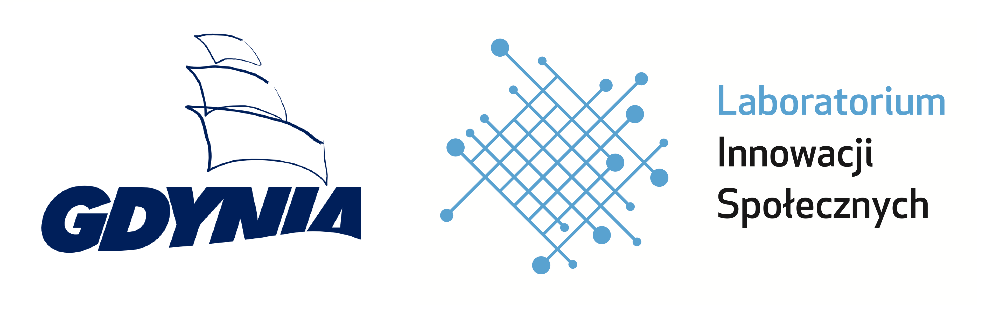 GDYNIA
Laboratorium
Innowacji
Społecznych